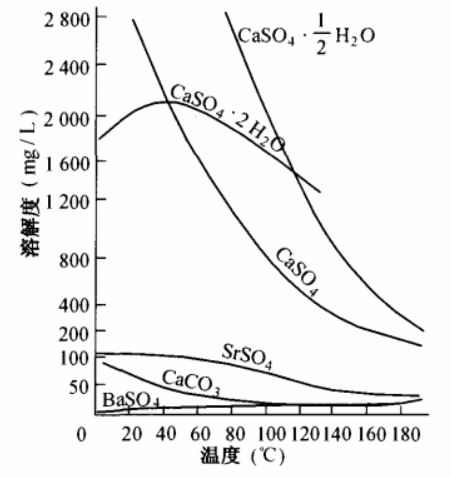 2 800
2 400
2 000
1 600
1 200
800
400
200
100
50
0
溶解度 (mg/L)
CaSO₄ · 1/2 H₂O
CaSO₄ · 2H₂O
CaSO₄
SrSO₄
CaCO₃
BaSO₄
20 40 60 80 100 120 140 160 180
温度 (℃)